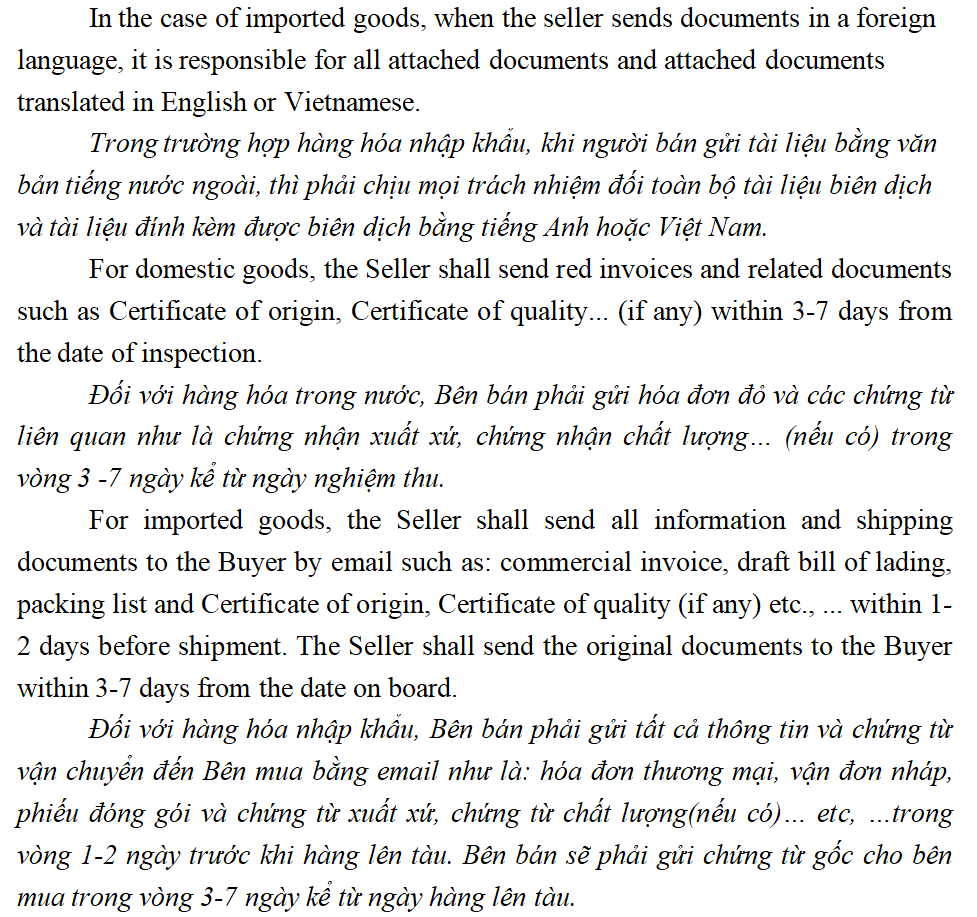 In the case of imported goods, when the seller sends documents in a foreign
language, it is responsible for all attached documents and attached documents
translated in English or Vietnamese.
Trong trường hợp hàng hóa nhập khẩu, khi người bán gửi tài liệu bằng văn
bản tiếng nước ngoài, thì phải chịu mọi trách nhiệm đối toàn bộ tài liệu biên dịch
và tài liệu đính kèm được biên dịch bằng tiếng Anh hoặc Việt Nam.
For domestic goods, the Seller shall send red invoices and related documents
such as Certificate of origin, Certificate of quality... (if any) within 3-7 days from
the date of inspection.
Đối với hàng hóa trong nước, Bên bán phải gửi hóa đơn đỏ và các chứng từ
liên quan như là chứng nhận xuất xứ, chứng nhận chất lượng… (nếu có) trong
vòng 3 -7 ngày kể từ ngày nghiệm thu.
For imported goods, the Seller shall send all information and shipping
documents to the Buyer by email such as: commercial invoice, draft bill of lading,
packing list and Certificate of origin, Certificate of quality (if any) etc., ... within 1-
2 days before shipment. The Seller shall send the original documents to the Buyer
within 3-7 days from the date on board.
Đối với hàng hóa nhập khẩu, Bên bán phải gửi tất cả thông tin và chứng từ
vận chuyển đến Bên mua bằng email như là: hóa đơn thương mại, vận đơn nháp,
phiếu đóng gói và chứng từ xuất xứ, chứng từ chất lượng(nếu có)… etc, …trong
vòng 1-2 ngày trước khi hàng lên tàu. Bên bán sẽ phải gửi chứng từ gốc cho bên
mua trong vòng 3-7 ngày kể từ ngày hàng lên tàu.